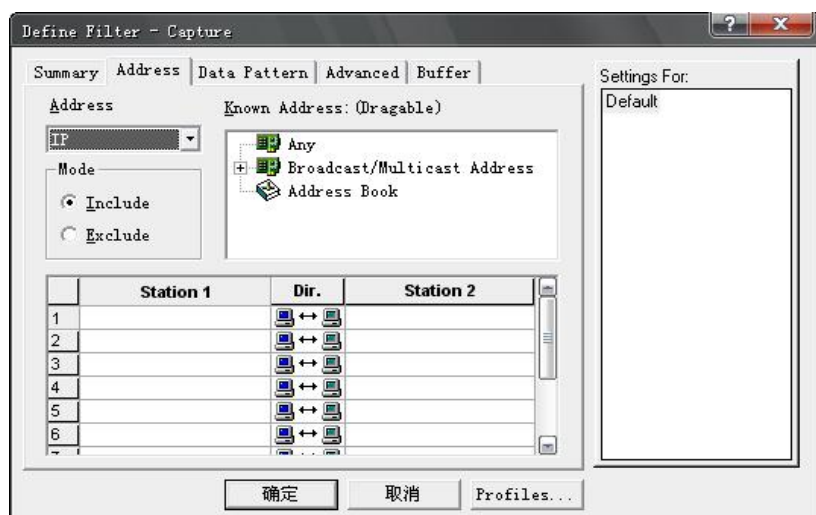 Define Filter - Capture
Summary Address Data Pattern Advanced Buffer
Settings For:
Default
Address
Known Address: (Dragable)
IP
Any
Broadcast/Multicast Address
Address Book
Mode
Include
Exclude
Station 1 Dir. Station 2
1
2
3
4
5
6
确定 取消 Profiles...